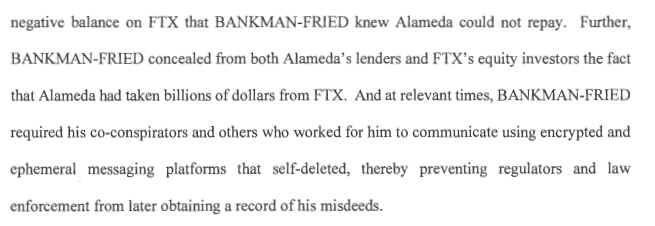 negative balance on FTX that BANKMAN-FRIED knew Alameda could not repay. Further,
BANKMAN-FRIED concealed from both Alameda's lenders and FTX's equity investors the fact
that Alameda had taken billions of dollars from FTX. And at relevant times, BANKMAN-FRIED
required his co-conspirators and others who worked for him to communicate using encrypted and
ephemeral messaging platforms that self-deleted, thereby preventing regulators and law
enforcement from later obtaining a record of his misdeeds.